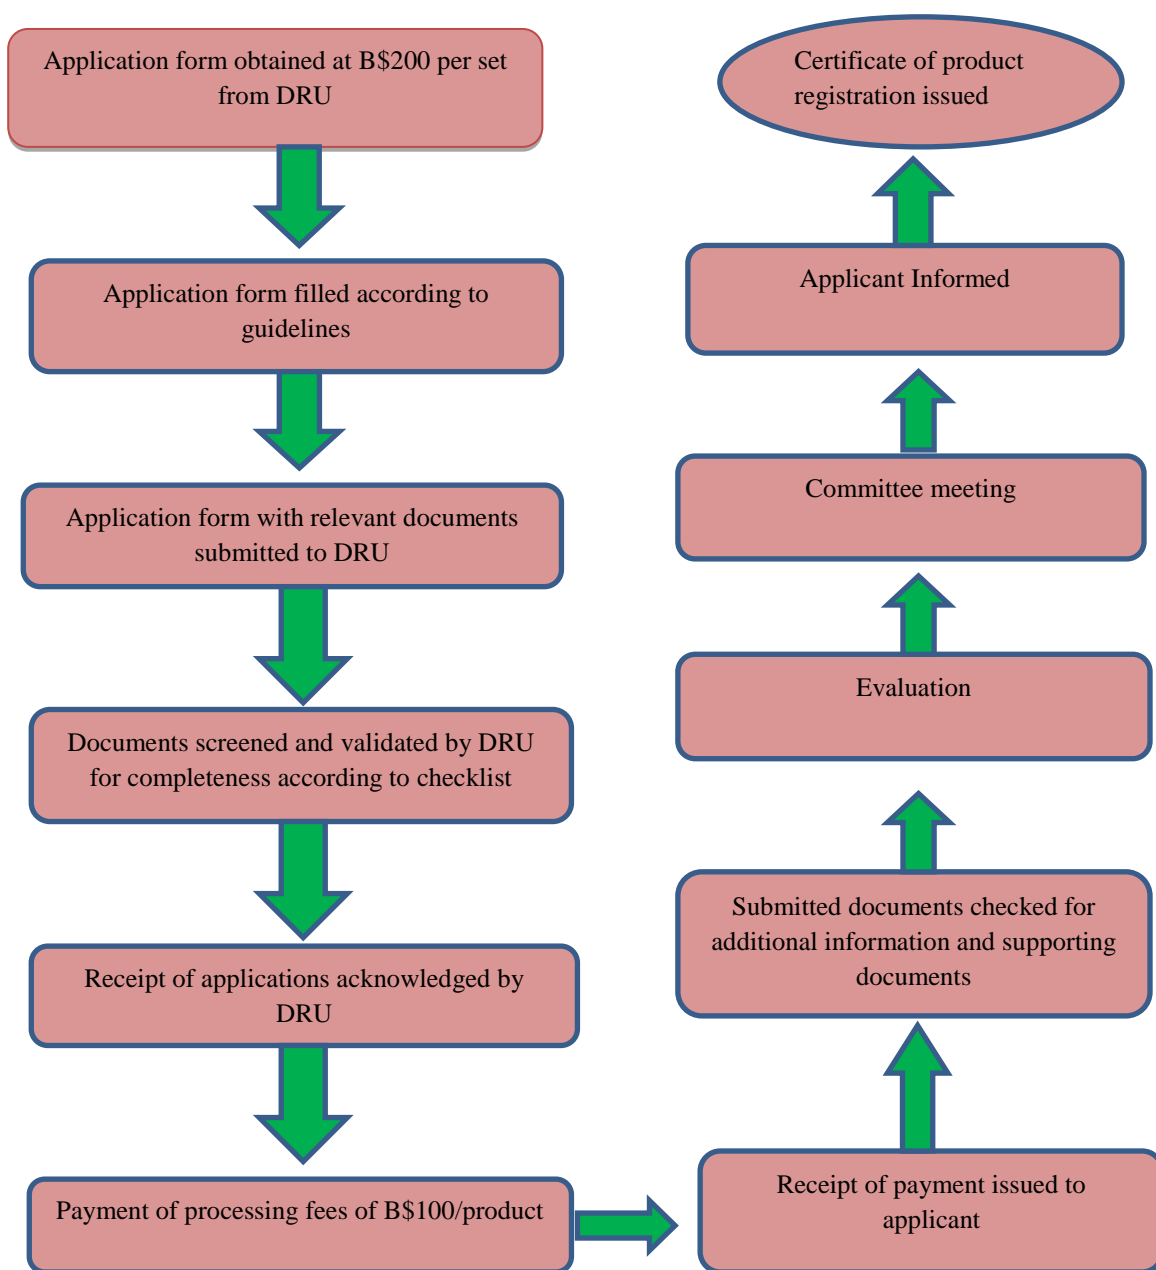 Application form obtained at B$200 per set
from DRU
Application form filled according to
guidelines
Application form with relevant documents
submitted to DRU
Documents screened and validated by DRU
for completeness according to checklist
Receipt of applications acknowledged by
DRU
Payment of processing fees of B$100/product
Receipt of payment issued to
applicant
Submitted documents checked for
additional information and supporting
documents
Evaluation
Committee meeting
Applicant Informed
Certificate of product
registration issued